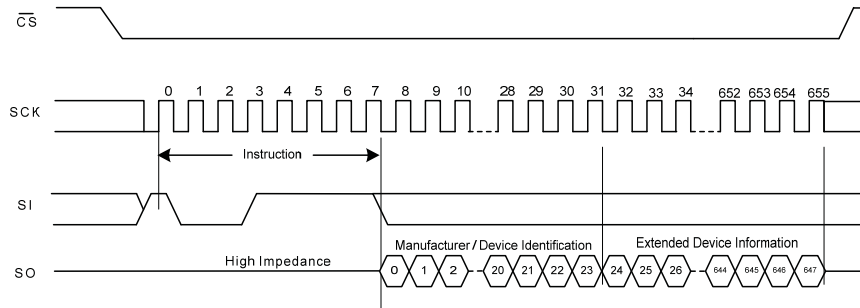 CS
0 1 2 3 4 5 6 7 8 9 10 28 29 30 31 32 33 34 652 653 654 655
SCK
Instruction
SI
Manufacturer / Device Identification Extended Device Information
High Impedance
SO 0 1 2 20 21 22 23 24 25 26 644 645 646 647